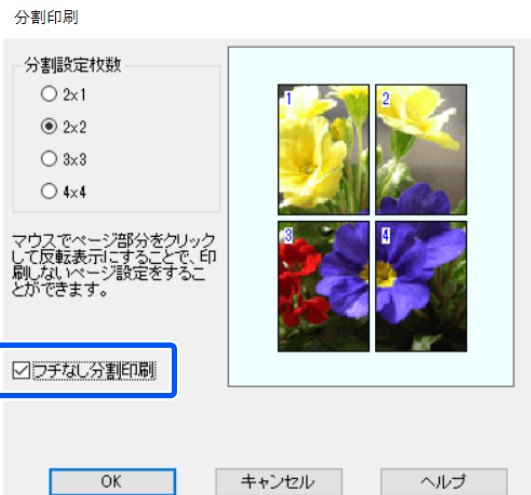 分割印刷
分割設定枚数
2x1
2x2
3x3
4x4
マウスでページ部分をクリック
して反転表示にすることで、印
刷しないページ設定をするこ
とができます。
フチなし分割印刷
1
2
3
4
OK
キャンセル
ヘルプ